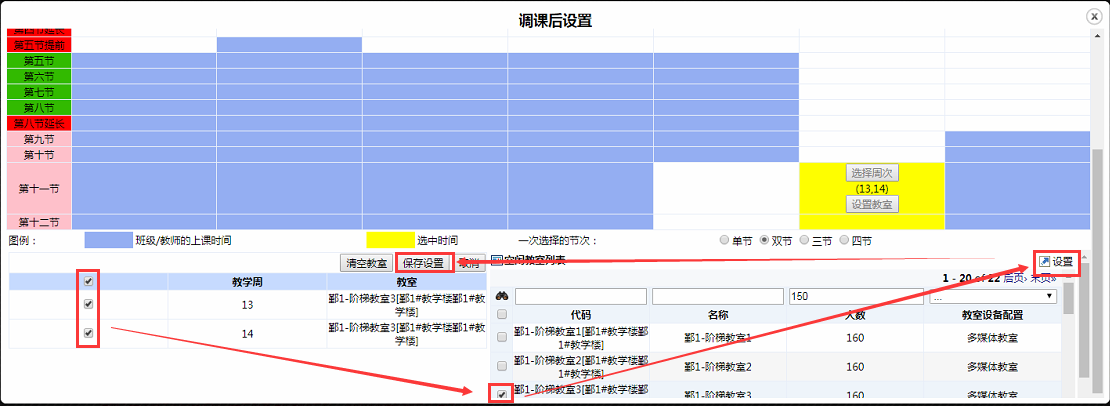 调课后设置
第四节延长
第五节提前
第五节
第六节
第七节
第八节
第八节延长
第九节
第十节
第十一节
选择周次
(13,14)
设置教室
第十二节
图例：
班级/教师的上课时间
选中时间
一次选择的节次：
单节
双节
三节
四节
清空教室
保存设置
取消
空闲教室列表
设置
教学周
教室
1 - 20 of 22 后页› 末页»
13
鄞1-阶梯教室3[鄞1#教学楼鄞1#教
学楼]
14
鄞1-阶梯教室3[鄞1#教学楼鄞1#教
学楼]
150
...
代码
名称
人数
教室设备配置
鄞1-阶梯教室1[鄞1#教学楼鄞
1#教学楼]
鄞1-阶梯教室1
160
多媒体教室
鄞1-阶梯教室2[鄞1#教学楼鄞
1#教学楼]
鄞1-阶梯教室2
160
多媒体教室
鄞1-阶梯教室3[鄞1#教学楼鄞
鄞1-阶梯教室3
160
多媒体教室